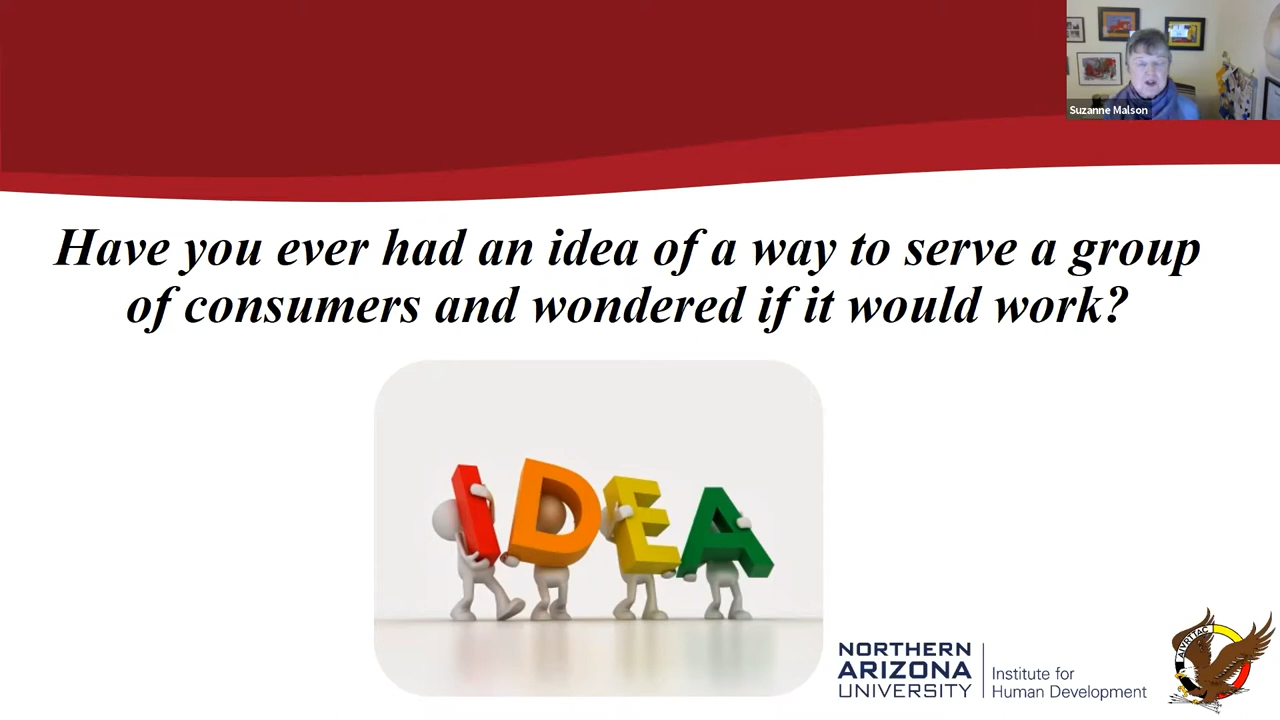 Suzanne Malson
Have you ever had an idea of a way to serve a group
of consumers and wondered if it would work?
IDEA
NORTHERN
ARIZONA
UNIVERSITY
Institute for
Human Development
AIVRTTAC